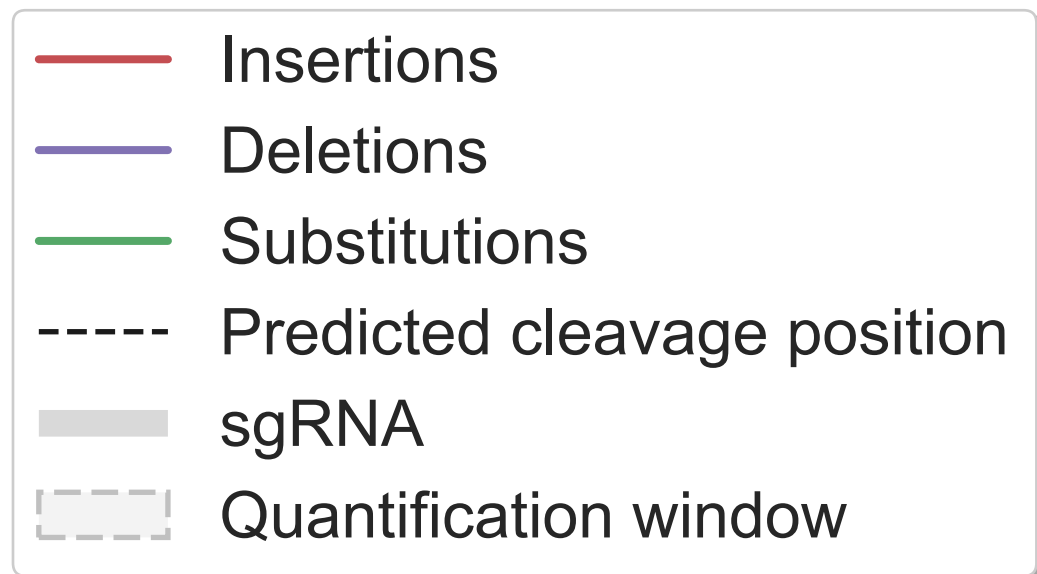 Insertions
Deletions
Substitutions
Predicted cleavage position
sgRNA
Quantification window